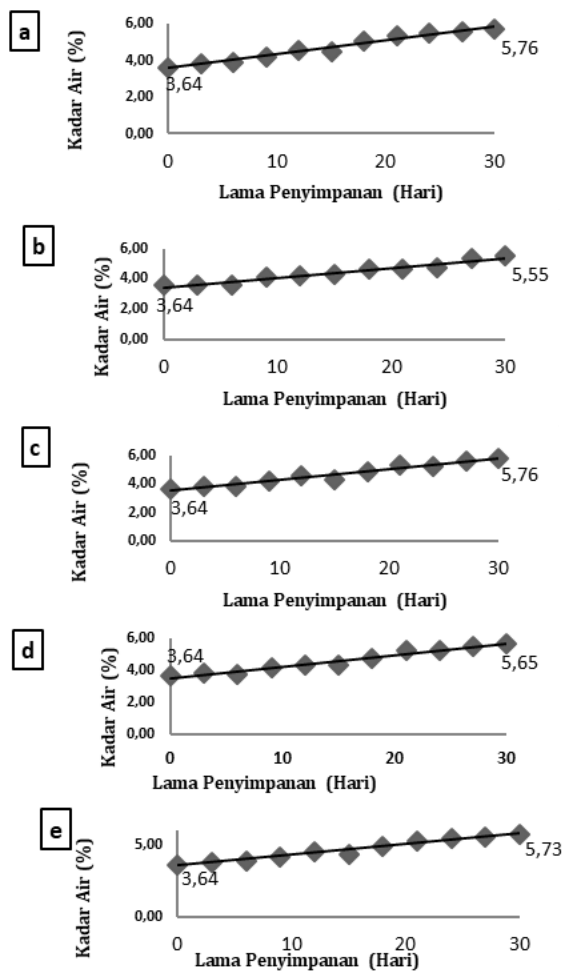 a
Kadar Air (%)
6,00
4,00
2,00
0,00
3,64
5,76
0 10 20 30
Lama Penyimpanan (Hari)
b
Kadar Air (%)
6,00
4,00
2,00
0,00
3,64
5,55
0 10 20 30
Lama Penyimpanan (Hari)
c
Kadar Air (%)
6,00
4,00
2,00
0,00
3,64
5,76
0 10 20 30
Lama Penyimpanan (Hari)
d
Kadar Air (%)
6,00
4,00
2,00
0,00
3,64
5,65
0 10 20 30
Lama Penyimpanan (Hari)
e
Kadar Air (%)
5,00
0,00
3,64
5,73
0 10 20 30
Lama Penyimpanan (Hari)